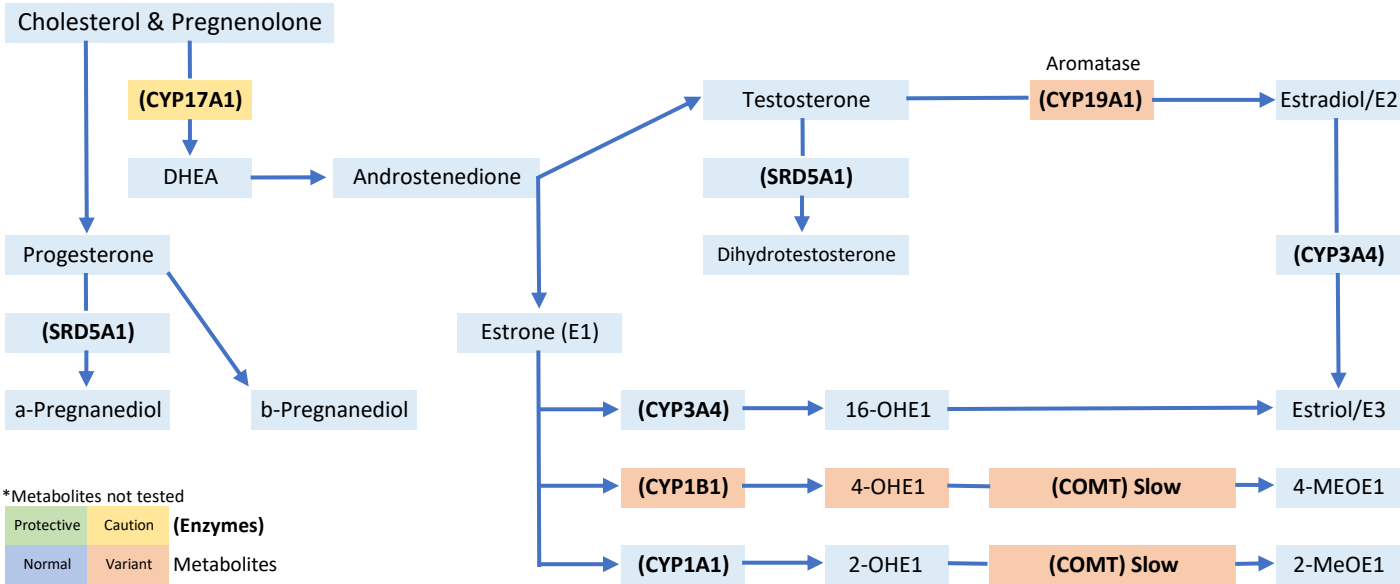 Cholesterol & Pregnenolone
Aromatase
(CYP17A1)
Testosterone
(CYP19A1)
Estradiol/E2
DHEA
Androstenedione
(SRD5A1)
Progesterone
Dihydrotestosterone
(CYP3A4)
(SRD5A1)
Estrone (E1)
a-Pregnanediol
b-Pregnanediol
(CYP3A4)
16-OHE1
Estriol/E3
(CYP1B1)
4-OHE1
(COMT) Slow
4-MEOE1
(CYP1A1)
2-OHE1
(COMT) Slow
2-MeOE1
*Metabolites not tested
Protective
Caution
(Enzymes)
Normal
Variant
Metabolites